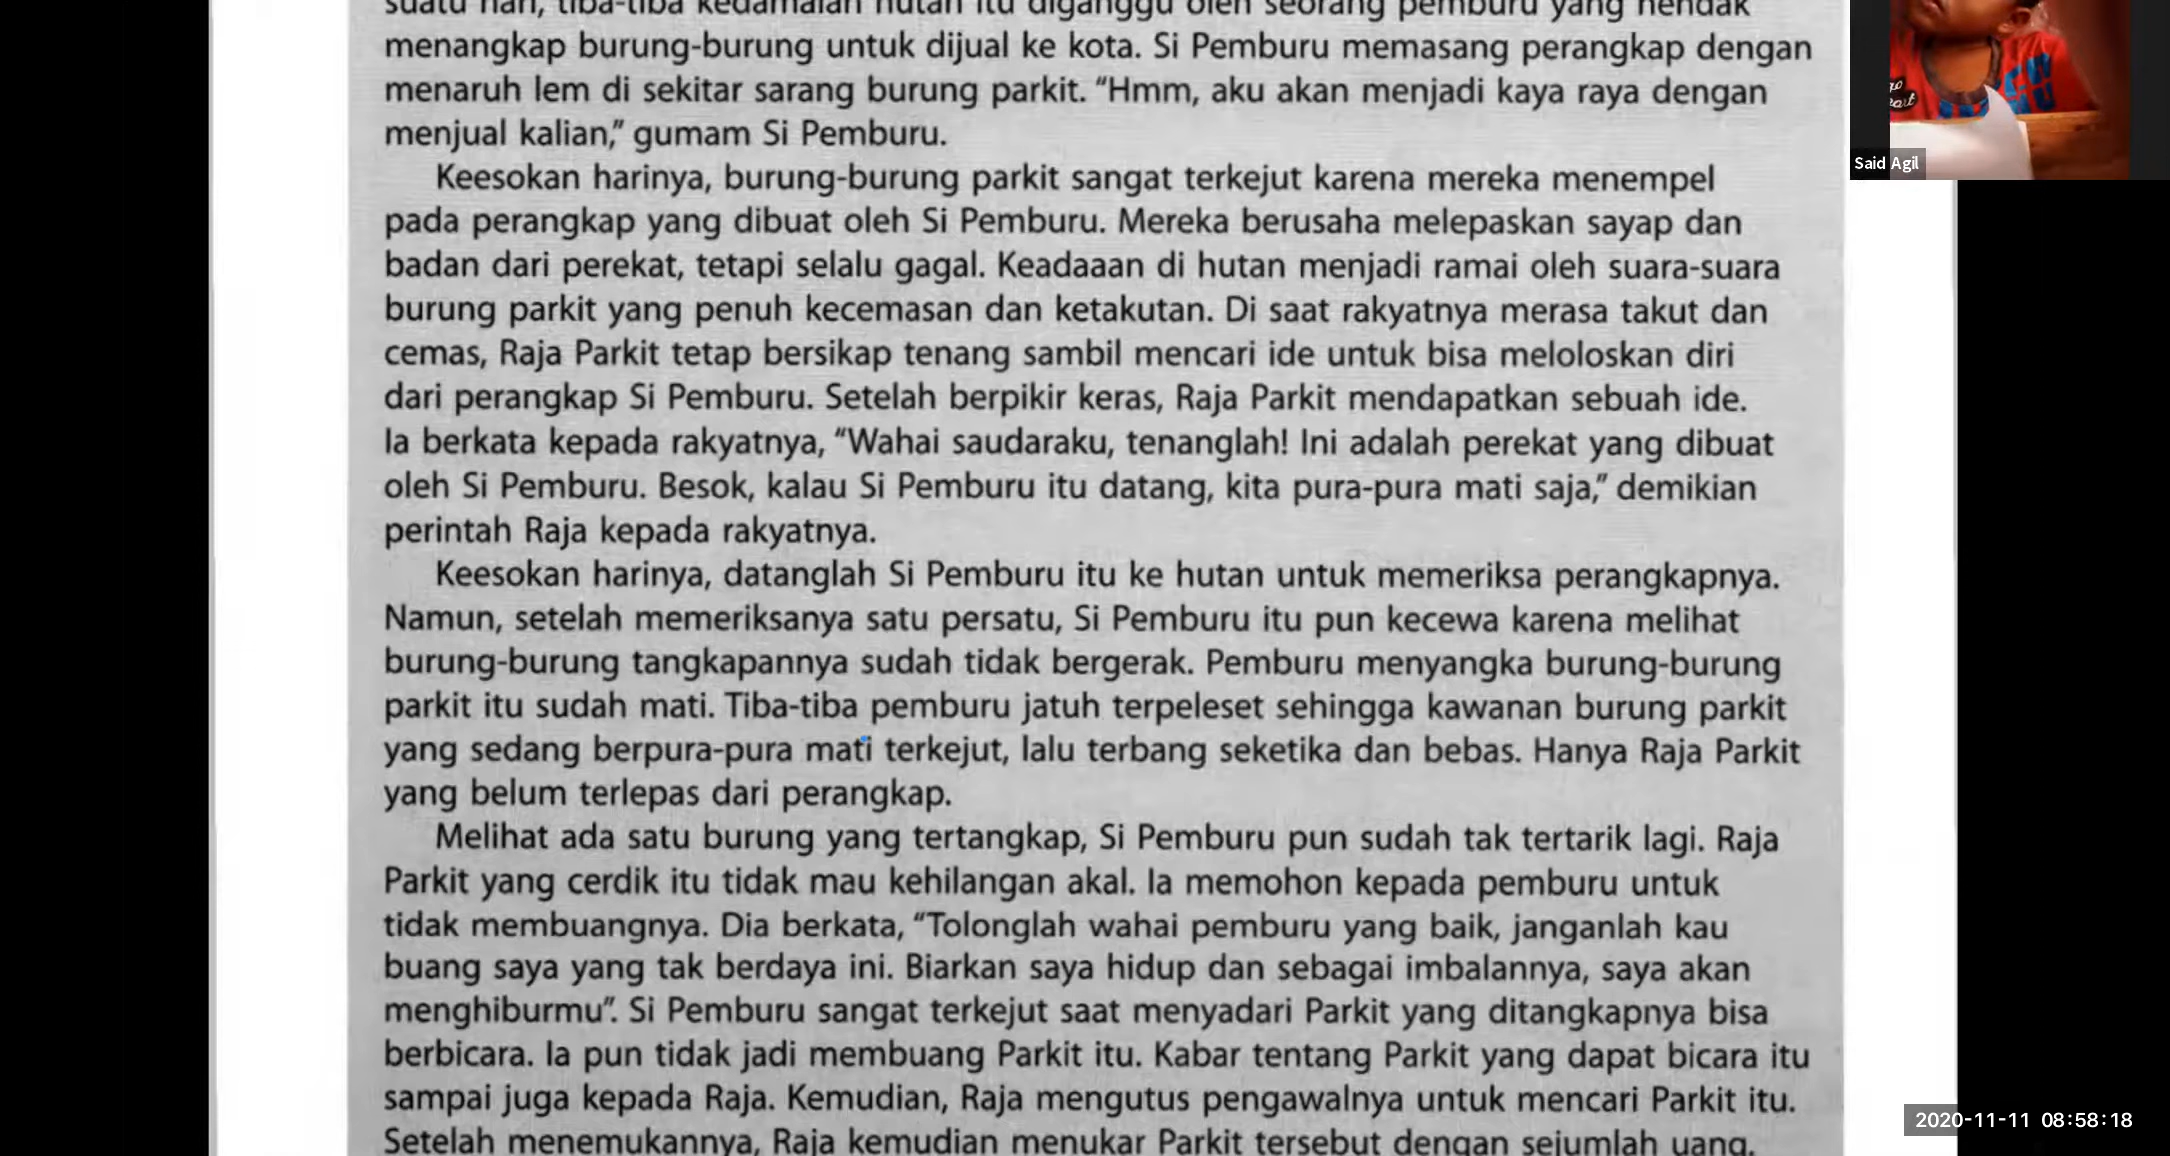 suatu hari, tiba-tiba kedamaian hutan itu diganggu oleh seorang pemburu yang hendak
menangkap burung-burung untuk dijual ke kota. Si Pemburu memasang perangkap dengan
menaruh lem di sekitar sarang burung parkit. “Hmm, aku akan menjadi kaya raya dengan
menjual kalian,” gumam Si Pemburu.
Keesokan harinya, burung-burung parkit sangat terkejut karena mereka menempel
pada perangkap yang dibuat oleh Si Pemburu. Mereka berusaha melepaskan sayap dan
badan dari perekat, tetapi selalu gagal. Keadaaan di hutan menjadi ramai oleh suara-suara
burung parkit yang penuh kecemasan dan ketakutan. Di saat rakyatnya merasa takut dan
cemas, Raja Parkit tetap bersikap tenang sambil mencari ide untuk bisa meloloskan diri
dari perangkap Si Pemburu. Setelah berpikir keras, Raja Parkit mendapatkan sebuah ide.
Ia berkata kepada rakyatnya, “Wahai saudaraku, tenanglah! Ini adalah perekat yang dibuat
oleh Si Pemburu. Besok, kalau Si Pemburu itu datang, kita pura-pura mati saja,” demikian
perintah Raja kepada rakyatnya.
Keesokan harinya, datanglah Si Pemburu itu ke hutan untuk memeriksa perangkapnya.
Namun, setelah memeriksanya satu persatu, Si Pemburu itu pun kecewa karena melihat
burung-burung tangkapannya sudah tidak bergerak. Pemburu menyangka burung-burung
parkit itu sudah mati. Tiba-tiba pemburu jatuh terpeleset sehingga kawanan burung parkit
yang sedang berpura-pura mati terkejut, lalu terbang seketika dan bebas. Hanya Raja Parkit
yang belum terlepas dari perangkap.
Melihat ada satu burung yang tertangkap, Si Pemburu pun sudah tak tertarik lagi. Raja
Parkit yang cerdik itu tidak mau kehilangan akal. Ia memohon kepada pemburu untuk
tidak membuangnya. Dia berkata, “Tolonglah wahai pemburu yang baik, janganlah kau
buang saya yang tak berdaya ini. Biarkan saya hidup dan sebagai imbalannya, saya akan
menghiburmu”. Si Pemburu sangat terkejut saat menyadari Parkit yang ditangkapnya bisa
berbicara. Ia pun tidak jadi membuang Parkit itu. Kabar tentang Parkit yang dapat bicara itu
sampai juga kepada Raja. Kemudian, Raja mengutus pengawalnya untuk mencari Parkit itu.
Setelah menemukannya, Raja kemudian menukar Parkit tersebut dengan sejumlah uang.
Said Agil
2020-11-11 08:58:18